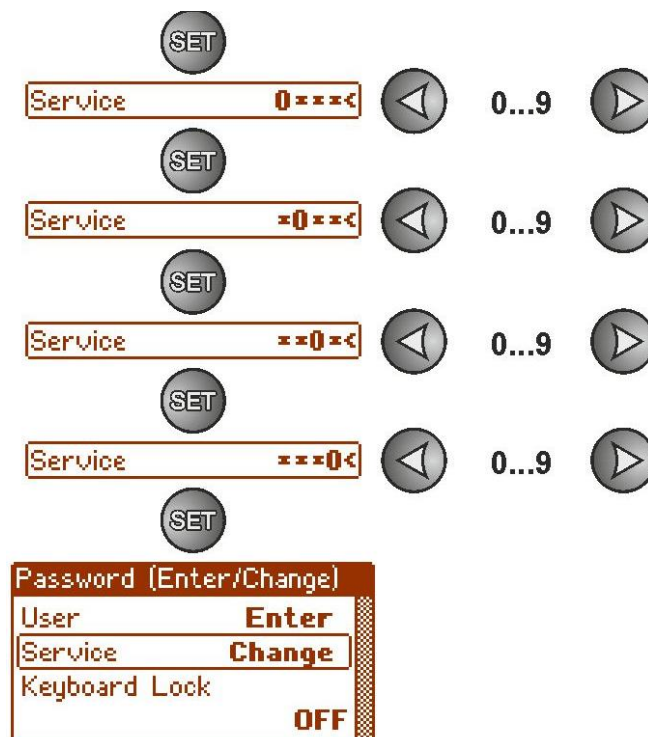 SET
Service 0***<
0...9
SET
Service *0**<
0...9
SET
Service **0*<
0...9
SET
Service ***0<
0...9
SET
Password (Enter/Change)
User Enter
Service Change
Keyboard Lock
OFF